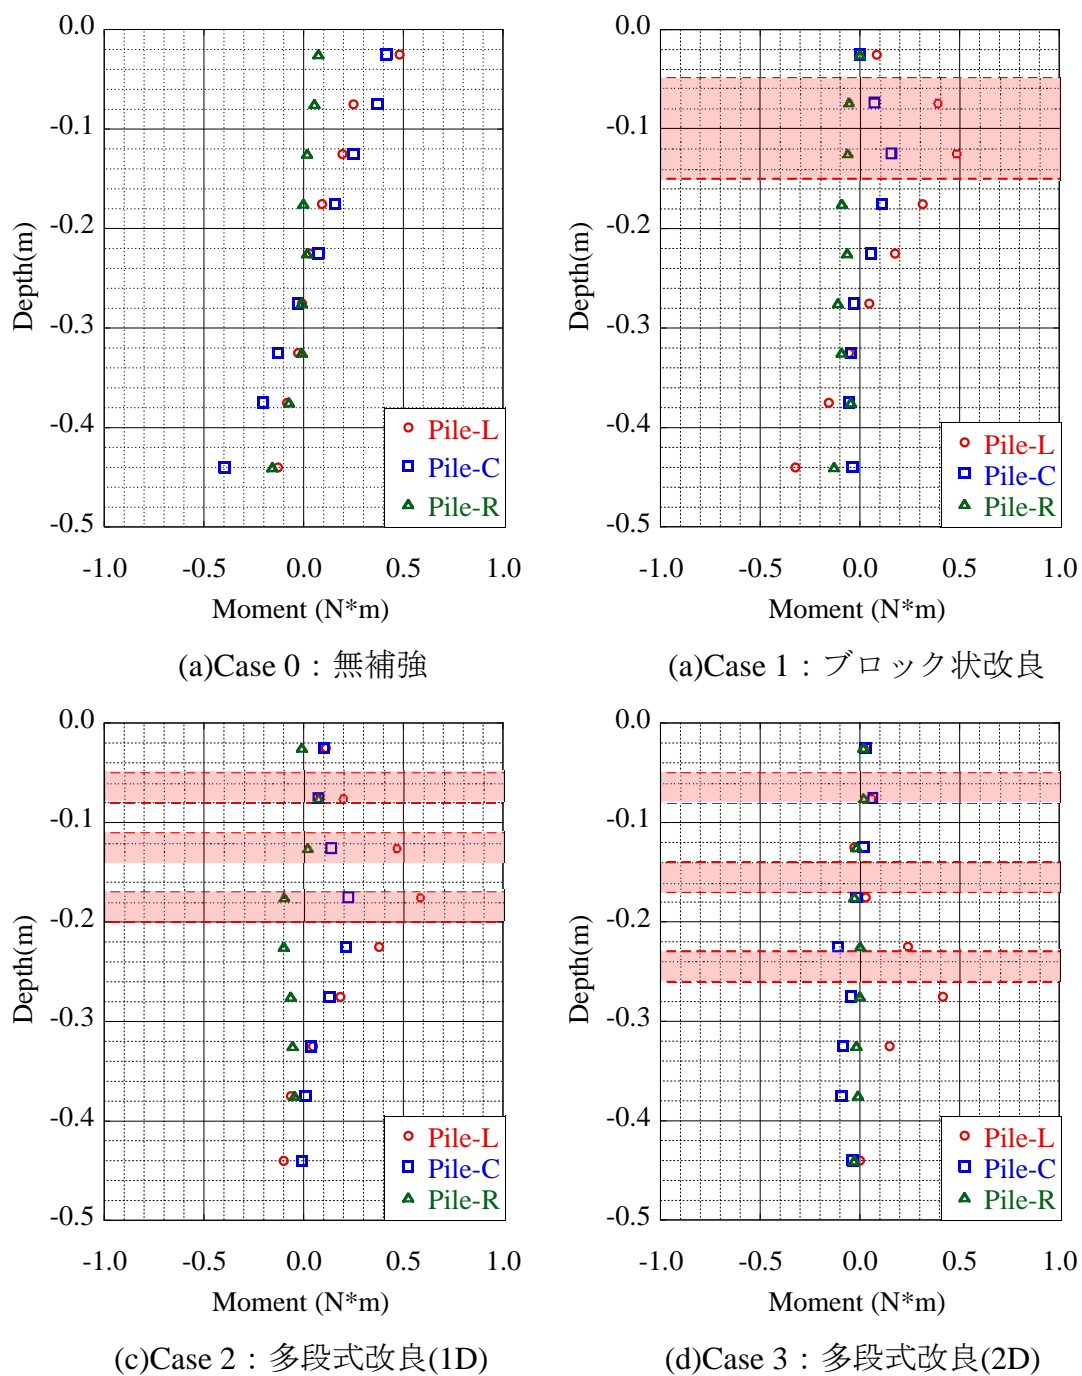 0.0
-0.1
-0.2
-0.3
-0.4
-0.5
Depth(m)
Pile-L
Pile-C
Pile-R
-1.0 -0.5 0.0 0.5 1.0
Moment (N*m)
(a)Case 0：無補強
0.0
-0.1
-0.2
-0.3
-0.4
-0.5
Depth(m)
Pile-L
Pile-C
Pile-R
-1.0 -0.5 0.0 0.5 1.0
Moment (N*m)
(a)Case 1：ブロック状改良
0.0
-0.1
-0.2
-0.3
-0.4
-0.5
Depth(m)
Pile-L
Pile-C
Pile-R
-1.0 -0.5 0.0 0.5 1.0
Moment (N*m)
(c)Case 2：多段式改良(1D)
0.0
-0.1
-0.2
-0.3
-0.4
-0.5
Depth(m)
Pile-L
Pile-C
Pile-R
-1.0 -0.5 0.0 0.5 1.0
Moment (N*m)
(d)Case 3：多段式改良(2D)